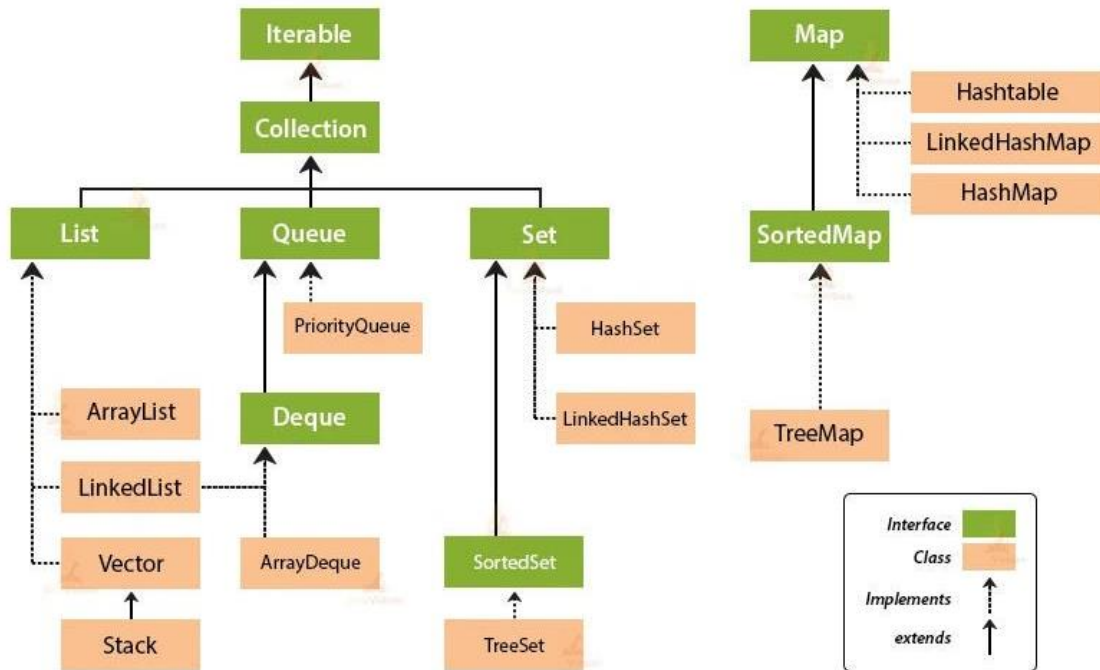 Iterable
Map
Collection
Hashtable
LinkedHashMap
HashMap
List
Queue
Set
SortedMap
PriorityQueue
HashSet
ArrayList
Deque
LinkedHashSet
TreeMap
LinkedList
Vector
ArrayDeque
SortedSet
Stack
TreeSet
Interface
Class
Implements
extends